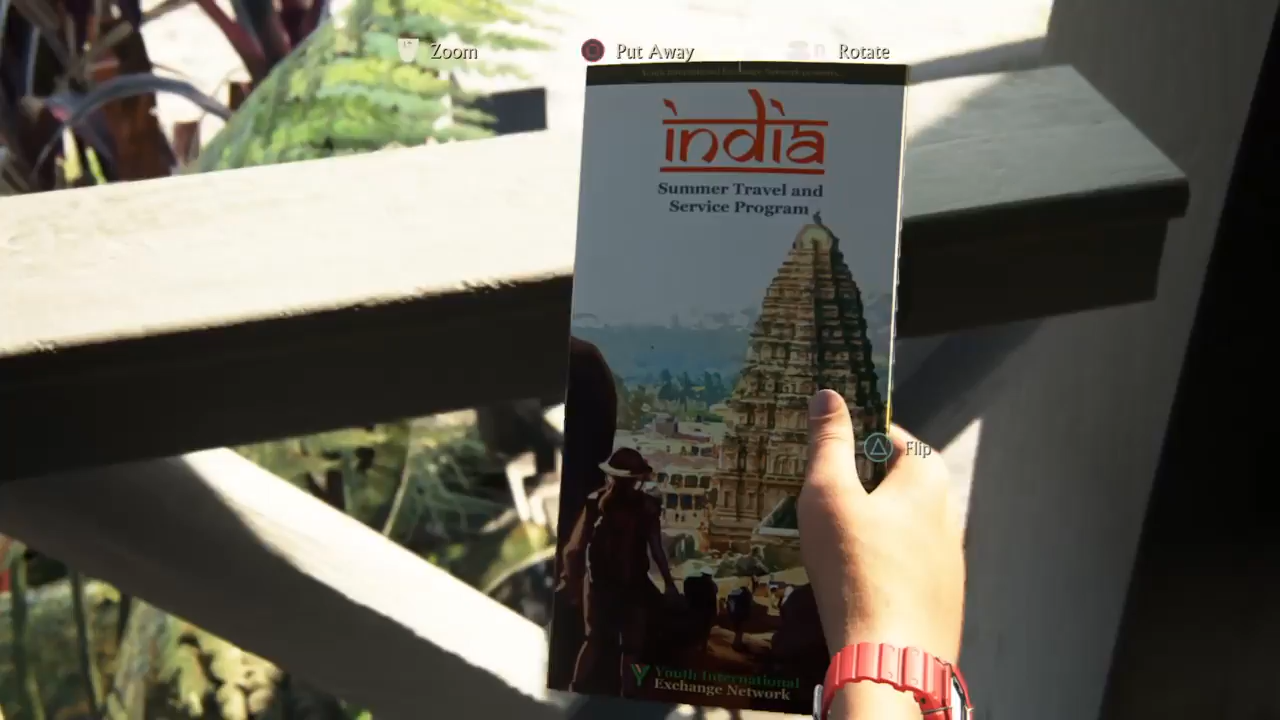 Zoom
Put Away
Rotate
india
Summer Travel and
Service Program
Flip
Youth International
Exchange Network